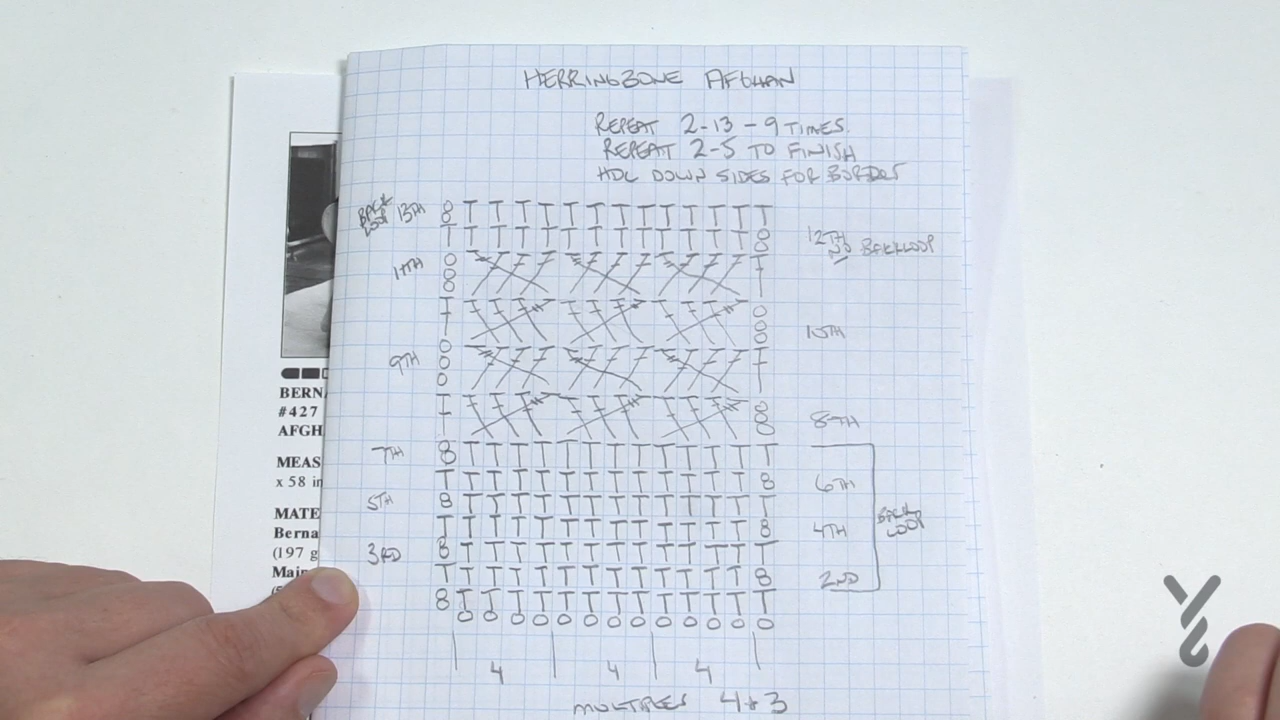 HERRINGBONE AFGHAN
REPEAT 2-13 - 9 TIMES.
REPEAT 2-5 TO FINISH
HDC DOWN SIDES FOR BORDER
BACK LOOP 13TH
12TH
NO BACKLOOP
11TH
10TH
9TH
8TH
7TH
6TH
5TH
4TH
BACK LOOP
3RD
2ND
4 4 4
MULTIPLES 4+3
BERNA
#427
AFGH
MEAS
x 58 in
MATE
Berna
(197 g
Main